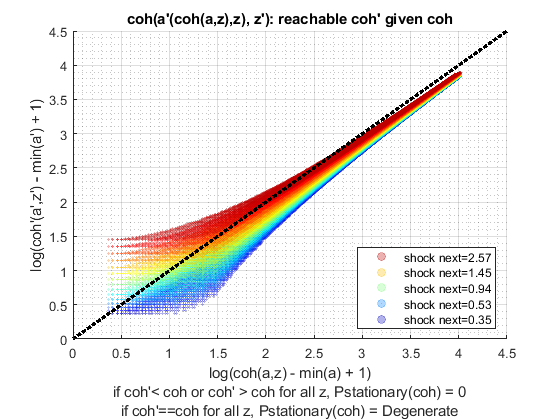 coh(a'(coh(a,z),z), z'): reachable coh' given coh
log(coh'(a',z') - min(a') + 1)
4.5
4
3.5
3
2.5
2
1.5
1
0.5
0
shock next=2.57
shock next=1.45
shock next=0.94
shock next=0.53
shock next=0.35
0 0.5 1 1.5 2 2.5 3 3.5 4 4.5
log(coh(a,z) - min(a) + 1)
if coh'< coh or coh' > coh for all z, Pstationary(coh) = 0
if coh'==coh for all z, Pstationary(coh) = Degenerate